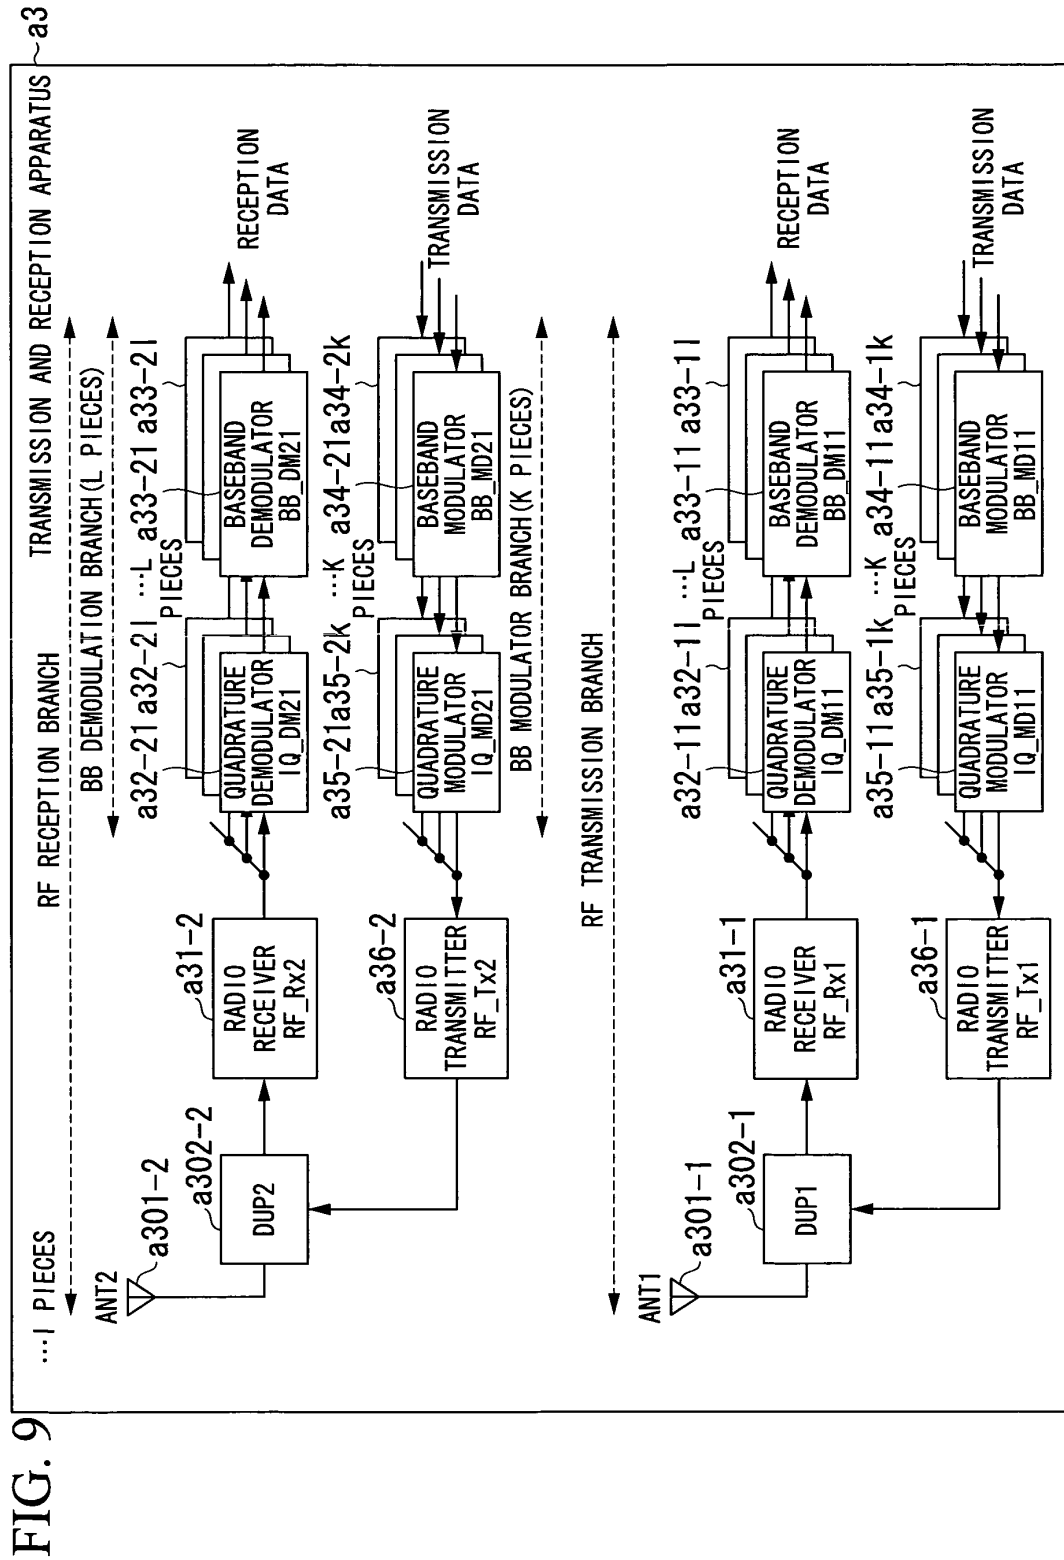 FIG. 9
TRANSMISSION AND RECEPTION APPARATUS
a3
···I PIECES
RF RECEPTION BRANCH
BB DEMODULATION BRANCH(L PIECES)
ANT2
a301-2
a302-2
DUP2
a31-2
RADIO
RECEIVER
RF_Rx2
a32-21
a32-2l
···L
PIECES
a33-21
a33-2l
QUADRATURE
DEMODULATOR
IQ_DM21
BASEBAND
DEMODULATOR
BB_DM21
RECEPTION
DATA
a36-2
RADIO
TRANSMITTER
RF_Tx2
a35-21
a35-2k
···K
PIECES
a34-21
a34-2k
QUADRATURE
MODULATOR
IQ_MD21
BASEBAND
MODULATOR
BB_MD21
TRANSMISSION
DATA
BB MODULATOR BRANCH(K PIECES)
RF TRANSMISSION BRANCH
ANT1
a301-1
a302-1
DUP1
a31-1
RADIO
RECEIVER
RF_Rx1
a32-11
a32-1l
···L
PIECES
a33-11
a33-1l
QUADRATURE
DEMODULATOR
IQ_DM11
BASEBAND
DEMODULATOR
BB_DM11
RECEPTION
DATA
a36-1
RADIO
TRANSMITTER
RF_Tx1
a35-11
a35-1k
···K
PIECES
a34-11
a34-1k
QUADRATURE
MODULATOR
IQ_MD11
BASEBAND
MODULATOR
BB_MD11
TRANSMISSION
DATA